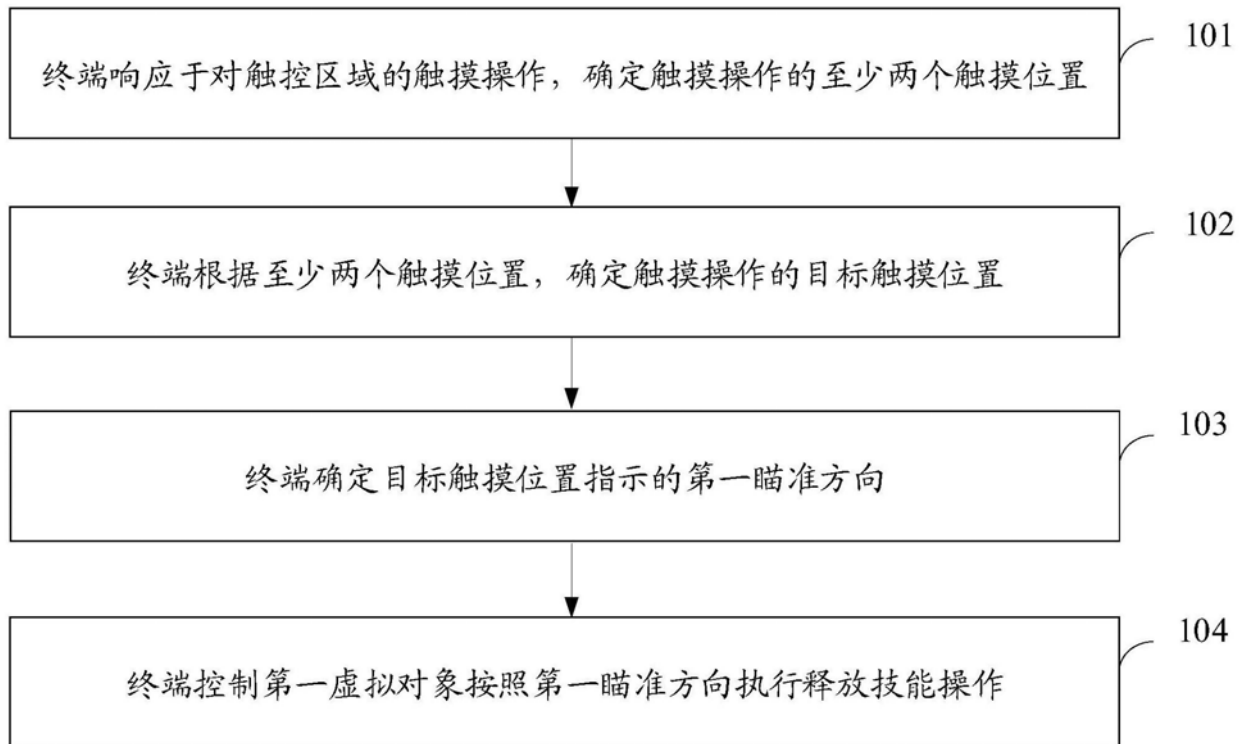 终端响应于对触控区域的触摸操作，确定触摸操作的至少两个触摸位置
101
终端根据至少两个触摸位置，确定触摸操作的目标触摸位置
102
终端确定目标触摸位置指示的第一瞄准方向
103
终端控制第一虚拟对象按照第一瞄准方向执行释放技能操作
104